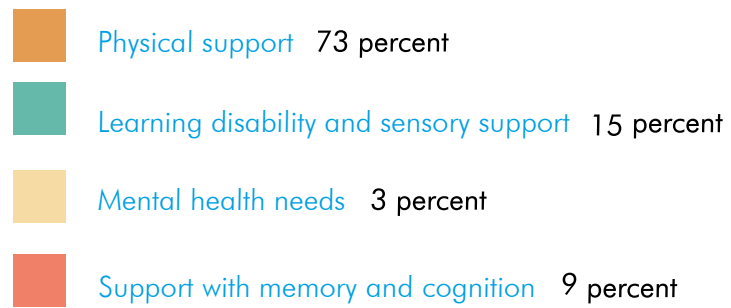 Physical support 73 percent
Learning disability and sensory support 15 percent
Mental health needs 3 percent
Support with memory and cognition 9 percent